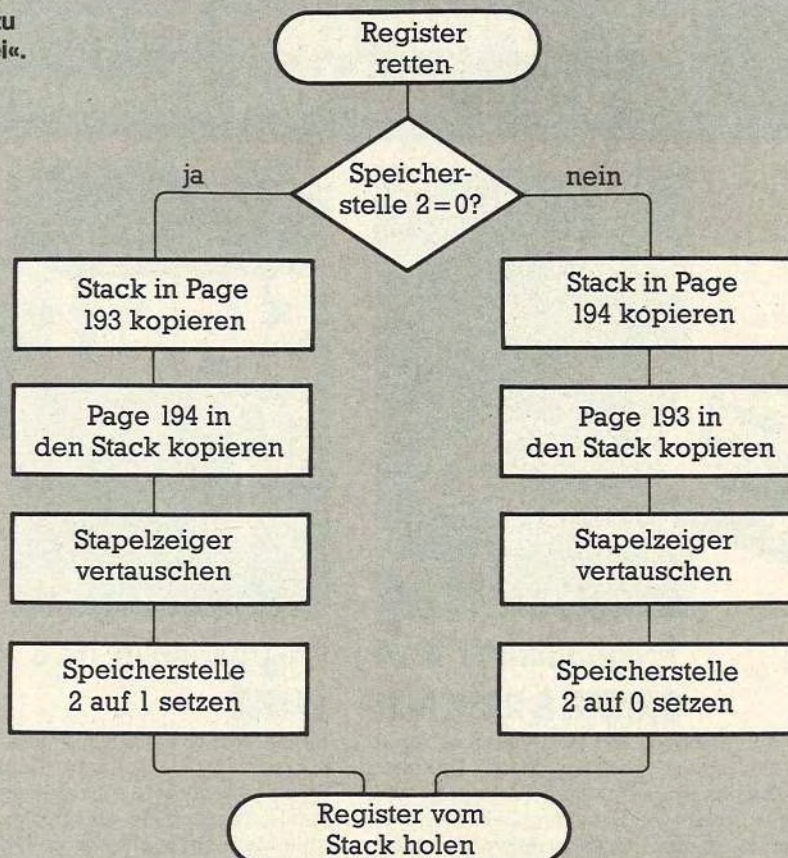 zu
ei«.
Register
retten
ja
Speicher-
stelle 2=0?
nein
Stack in Page
193 kopieren
Page 194 in
den Stack kopieren
Stapelzeiger
vertauschen
Speicherstelle
2 auf 1 setzen
Stack in Page
194 kopieren
Page 193 in
den Stack kopieren
Stapelzeiger
vertauschen
Speicherstelle
2 auf 0 setzen
Register vom
Stack holen